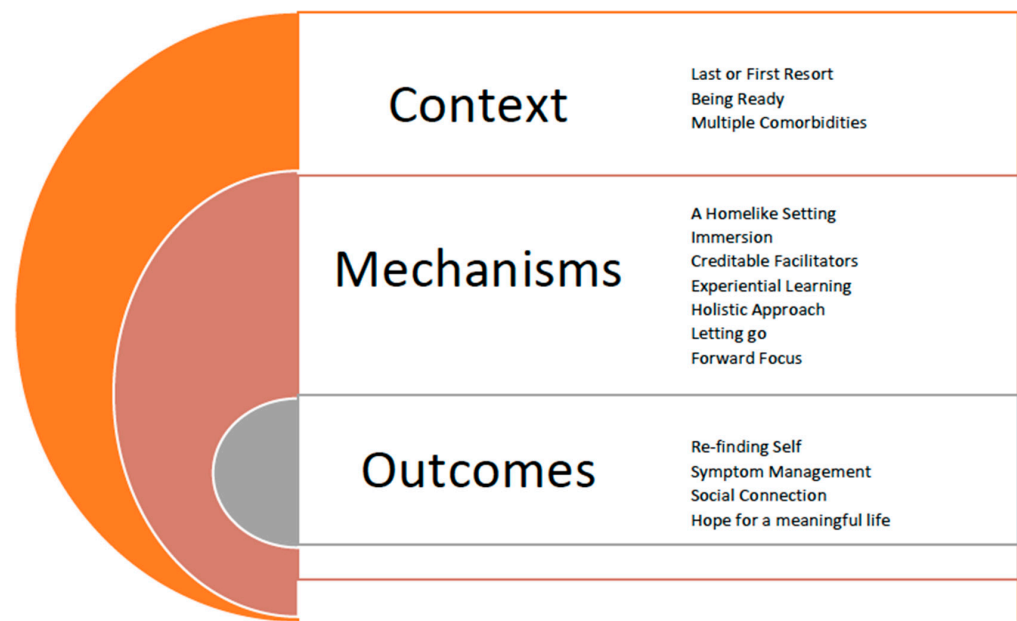 Context
Last or First Resort
Being Ready
Multiple Comorbidities
Mechanisms
A Homelike Setting
Immersion
Creditable Facilitators
Experiential Learning
Holistic Approach
Letting go
Forward Focus
Outcomes
Re-finding Self
Symptom Management
Social Connection
Hope for a meaningful life